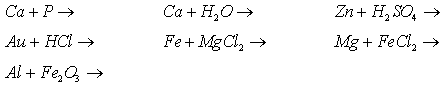 Ca + P →   Ca + H₂O →   Zn + H₂SO₄ →
Au + HCl →   Fe + MgCl₂ →   Mg + FeCl₂ →
Al + Fe₂O₃ →